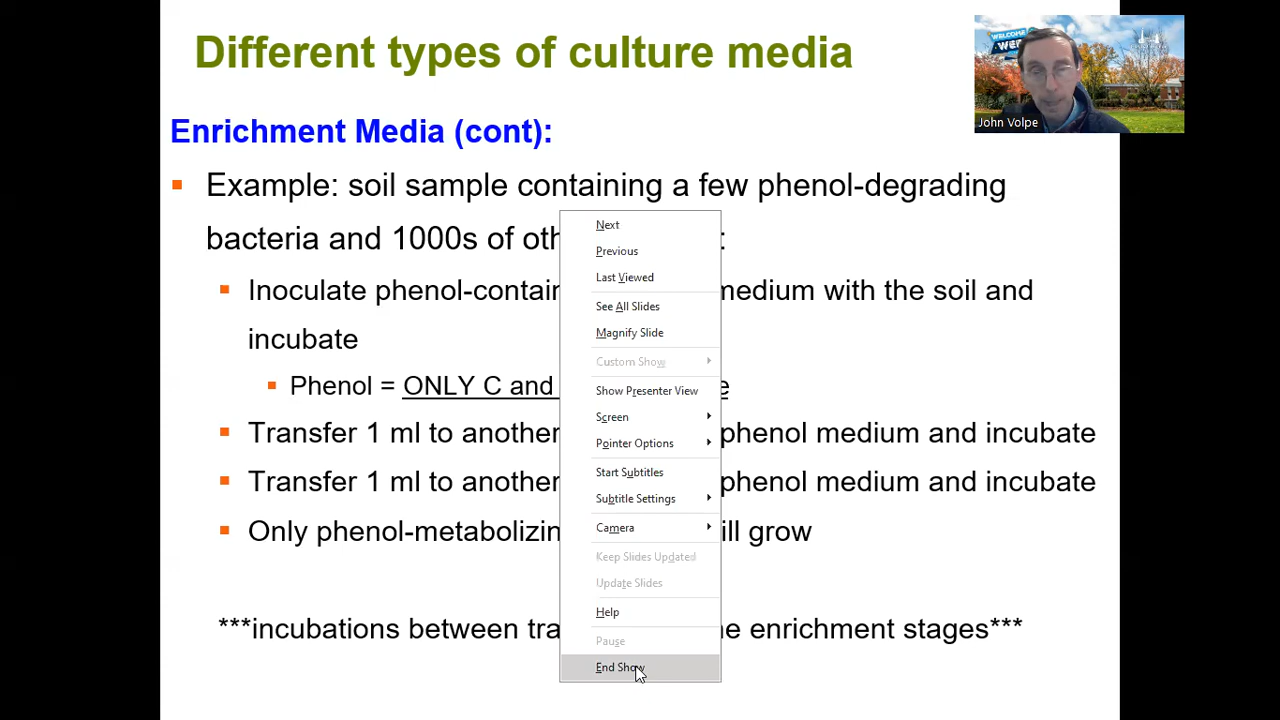 Different types of culture media
WELCOME
WE
John Volpe
Enrichment Media (cont):
Example: soil sample containing a few phenol-degrading
bacteria and 1000s of oth :
Inoculate phenol-contain medium with the soil and
incubate
Phenol = ONLY C and e
Transfer 1 ml to another phenol medium and incubate
Transfer 1 ml to another phenol medium and incubate
Only phenol-metabolizin ill grow
***incubations between tra e enrichment stages***
Next
Previous
Last Viewed
See All Slides
Magnify Slide
Custom Show
Show Presenter View
Screen
Pointer Options
Start Subtitles
Subtitle Settings
Camera
Keep Slides Updated
Update Slides
Help
Pause
End Show